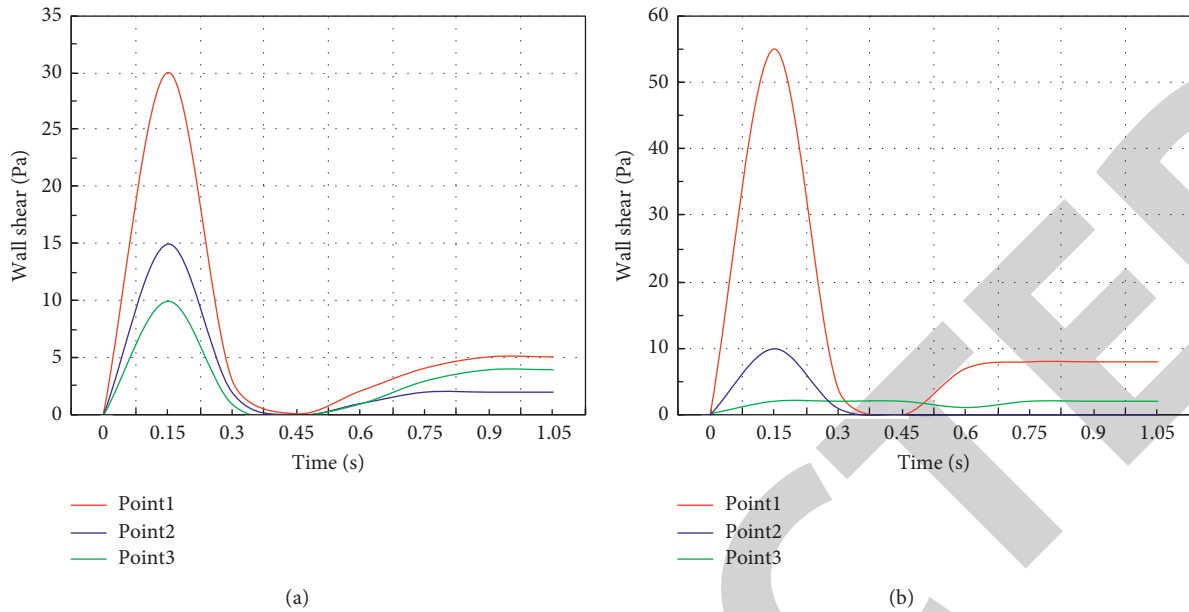 35
30
25
20
15
10
5
0
Wall shear (Pa)
0 0.15 0.3 0.45 0.6 0.75 0.9 1.05
Time (s)
Point1
Point2
Point3
(a)
60
50
40
30
20
10
0
Wall shear (Pa)
0 0.15 0.3 0.45 0.6 0.75 0.9 1.05
Time (s)
Point1
Point2
Point3
(b)
CTED